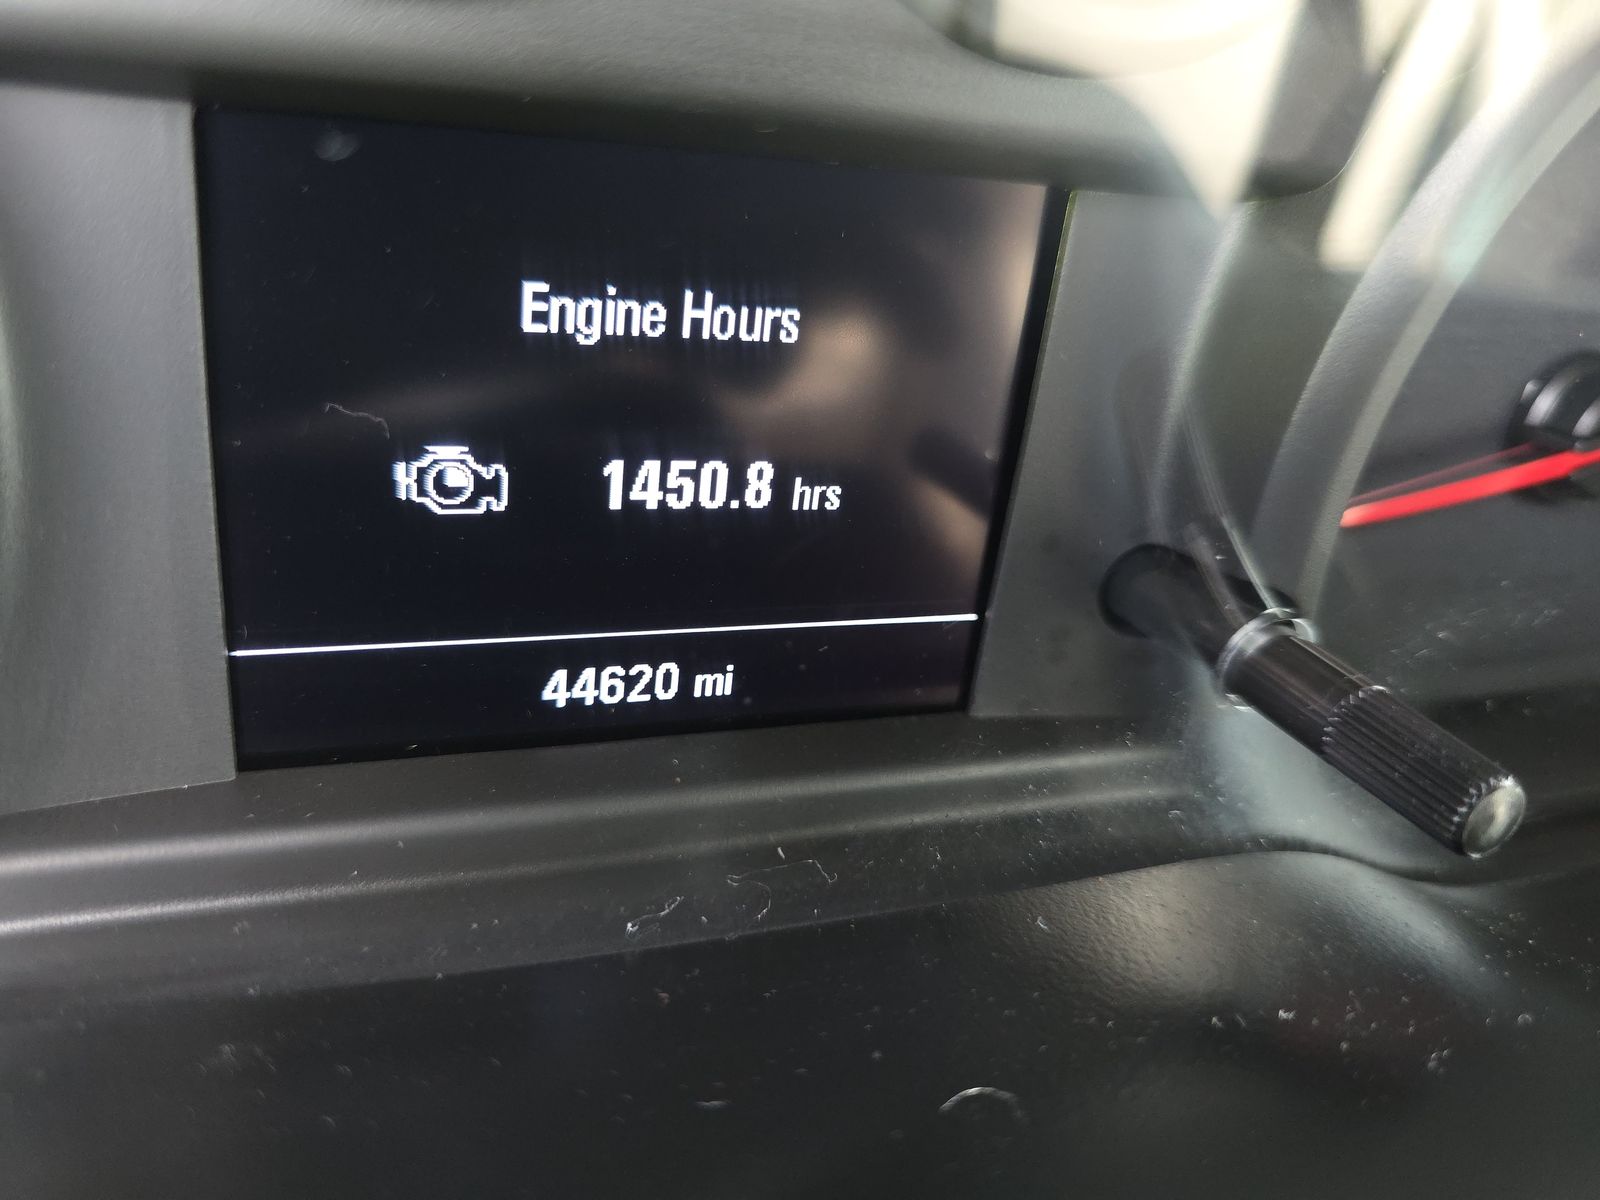 Engine Hours
1450.8 hrs
44620 mi